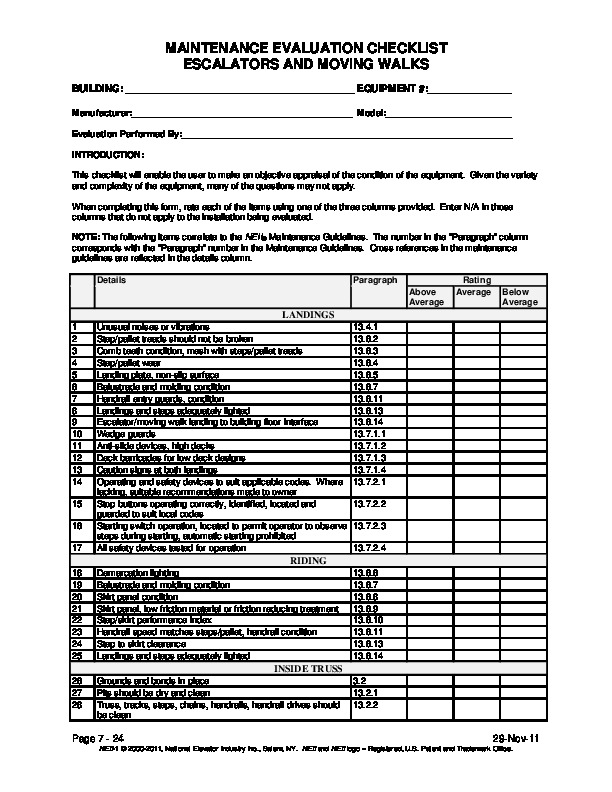 MAINTENANCE EVALUATION CHECKLIST
ESCALATORS AND MOVING WALKS
BUILDING: EQUIPMENT #:
Manufacturer: Model:
Evaluation Performed By:
INTRODUCTION:
This checklist will enable the user to make an objective appraisal of the condition of the equipment. Given the variety
and complexity of the equipment, many of the questions may not apply.
When completing this form, rate each of the items using one of the three columns provided. Enter N/A in those
columns that do not apply to the installation being evaluated.
NOTE: The following items correlate to the NEII® Maintenance Guidelines. The number in the "Paragraph" column
corresponds with the "Paragraph" number in the Maintenance Guidelines. Cross references in the maintenance
guidelines are reflected in the details column.
Details Paragraph Rating
Above Average Below
Average Average
LANDINGS
1 Unusual noises or vibrations 13.4.1
2 Step/pallet treads should not be broken 13.6.2
3 Comb teeth condition, mesh with steps/pallet treads 13.6.3
4 Step/pallet wear 13.6.4
5 Landing plate, non-slip surface 13.6.5
6 Balustrade and molding condition 13.6.7
7 Handrail entry guards, condition 13.6.11
8 Landings and steps adequately lighted 13.6.13
9 Escalator/moving walk landing to building floor interface 13.6.14
10 Wedge guards 13.7.1.1
11 Anti-slide devices, high decks 13.7.1.2
12 Deck barricades for low deck designs 13.7.1.3
13 Caution signs at both landings 13.7.1.4
14 Operating and safety devices to suit applicable codes. Where 13.7.2.1
lacking, suitable recommendations made to owner
15 Stop buttons operating correctly, identified, located and 13.7.2.2
guarded to suit local codes
16 Starting switch operation, located to permit operator to observe 13.7.2.3
steps during starting, automatic starting prohibited
17 All safety devices tested for operation 13.7.2.4
RIDING
18 Demarcation lighting 13.6.6
19 Balustrade and molding condition 13.6.7
20 Skirt panel condition 13.6.8
21 Skirt panel, low friction material or friction reducing treatment 13.6.9
22 Step/skirt performance index 13.6.10
23 Handrail speed matches steps/pallet, handrail condition 13.6.11
24 Step to skirt clearance 13.6.13
25 Landings and steps adequately lighted 13.6.14
INSIDE TRUSS
26 Grounds and bonds in place 3.2
27 Pits should be dry and clean 13.2.1
28 Truss, tracks, steps, chains, handrails, handrail drives should 13.2.2
be clean
Page 7 - 24 29-Nov-11
NEII-1 © 2000-2011, National Elevator Industry Inc., Salem, NY. NEII and NEII logo – Registered, U.S. Patent and Trademark Office.